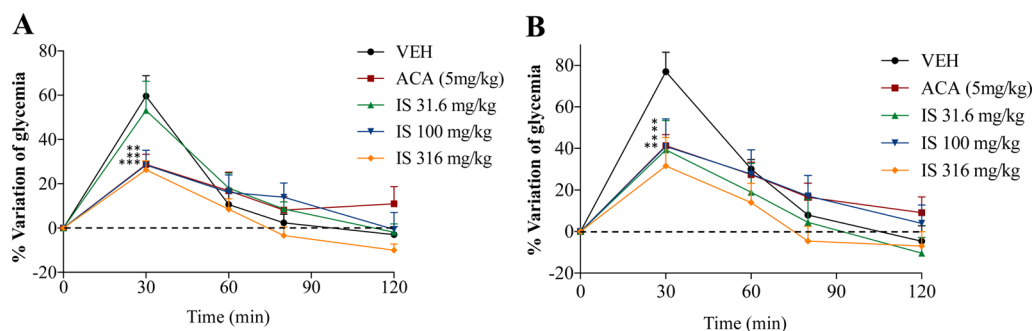 A
% Variation of glycemia
80
60
40
20
0
-20
0
30
60
90
120
Time (min)
VEH
ACA (5mg/kg)
IS 31.6 mg/kg
IS 100 mg/kg
IS 316 mg/kg
B
% Variation of glycemia
80
60
40
20
0
-20
0
30
60
90
120
Time (min)
VEH
ACA (5mg/kg)
IS 31.6 mg/kg
IS 100 mg/kg
IS 316 mg/kg